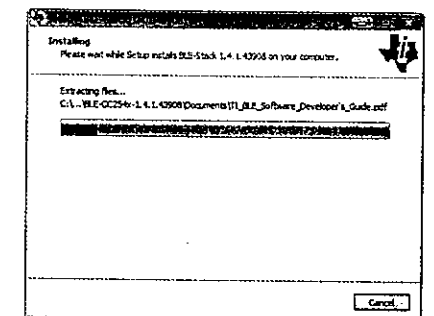 Installing
Please wait while Setup installs BLE-Stack 1.4.1.43908 on your computer.
Extracting files...
C:\...\BLE-CC254x-1.4.1.43908\Documents\TI_BLE_Software_Developer's_Guide.pdf
Cancel